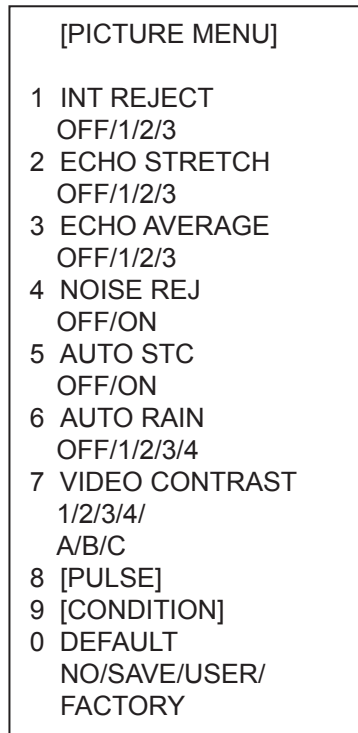 [PICTURE MENU]
1 INT REJECT
OFF/1/2/3
2 ECHO STRETCH
OFF/1/2/3
3 ECHO AVERAGE
OFF/1/2/3
4 NOISE REJ
OFF/ON
5 AUTO STC
OFF/ON
6 AUTO RAIN
OFF/1/2/3/4
7 VIDEO CONTRAST
1/2/3/4/
A/B/C
8 [PULSE]
9 [CONDITION]
0 DEFAULT
NO/SAVE/USER/
FACTORY